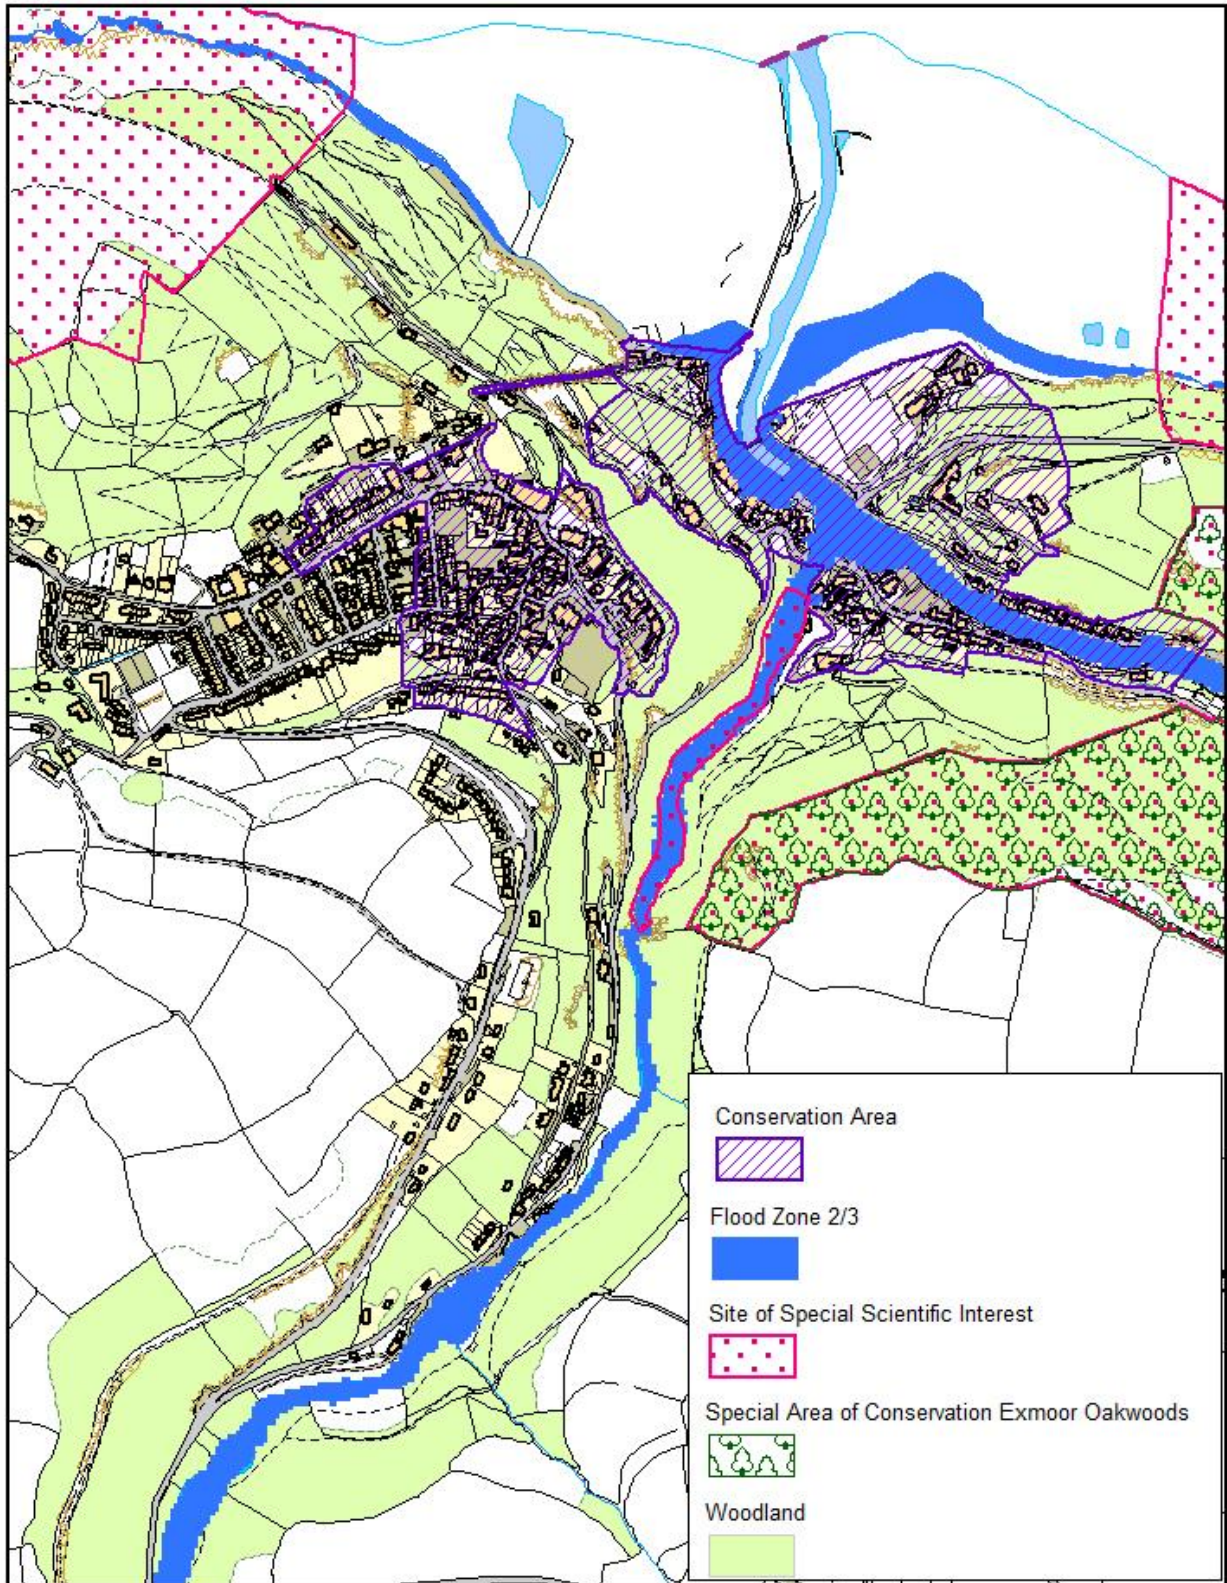 Conservation Area
Flood Zone 2/3
Site of Special Scientific Interest
Special Area of Conservation Exmoor Oakwoods
Woodland